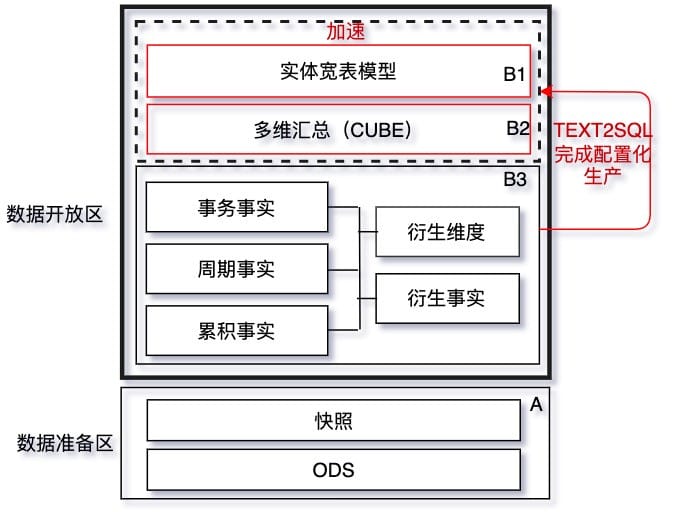 加速
实体宽表模型
B1
多维汇总（CUBE）
B2
TEXT2SQL
完成配置化
生产
B3
数据开放区
事务事实
周期事实
累积事实
衍生维度
衍生事实
A
数据准备区
快照
ODS